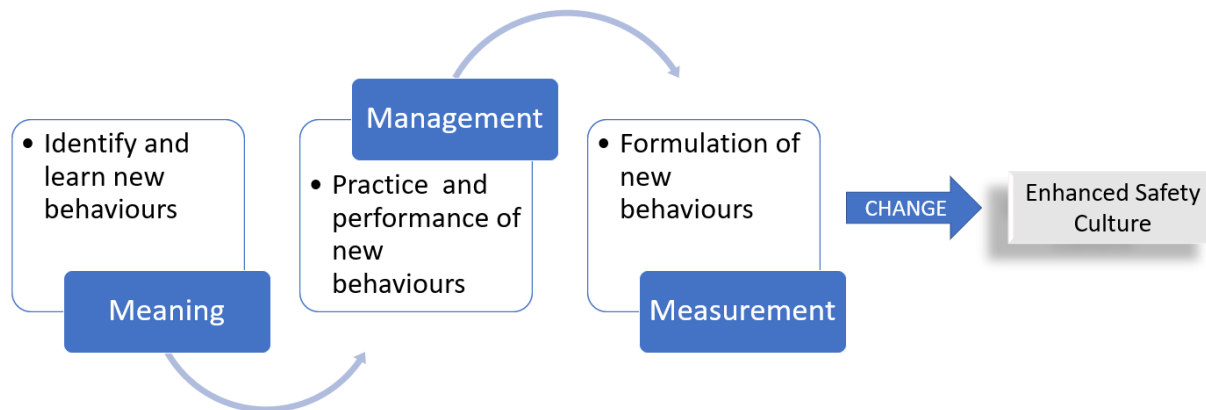 • Identify and
learn new
behaviours
Meaning
Management
• Practice and
performance of
new
behaviours
• Formulation of
new
behaviours
Measurement
CHANGE
Enhanced Safety
Culture